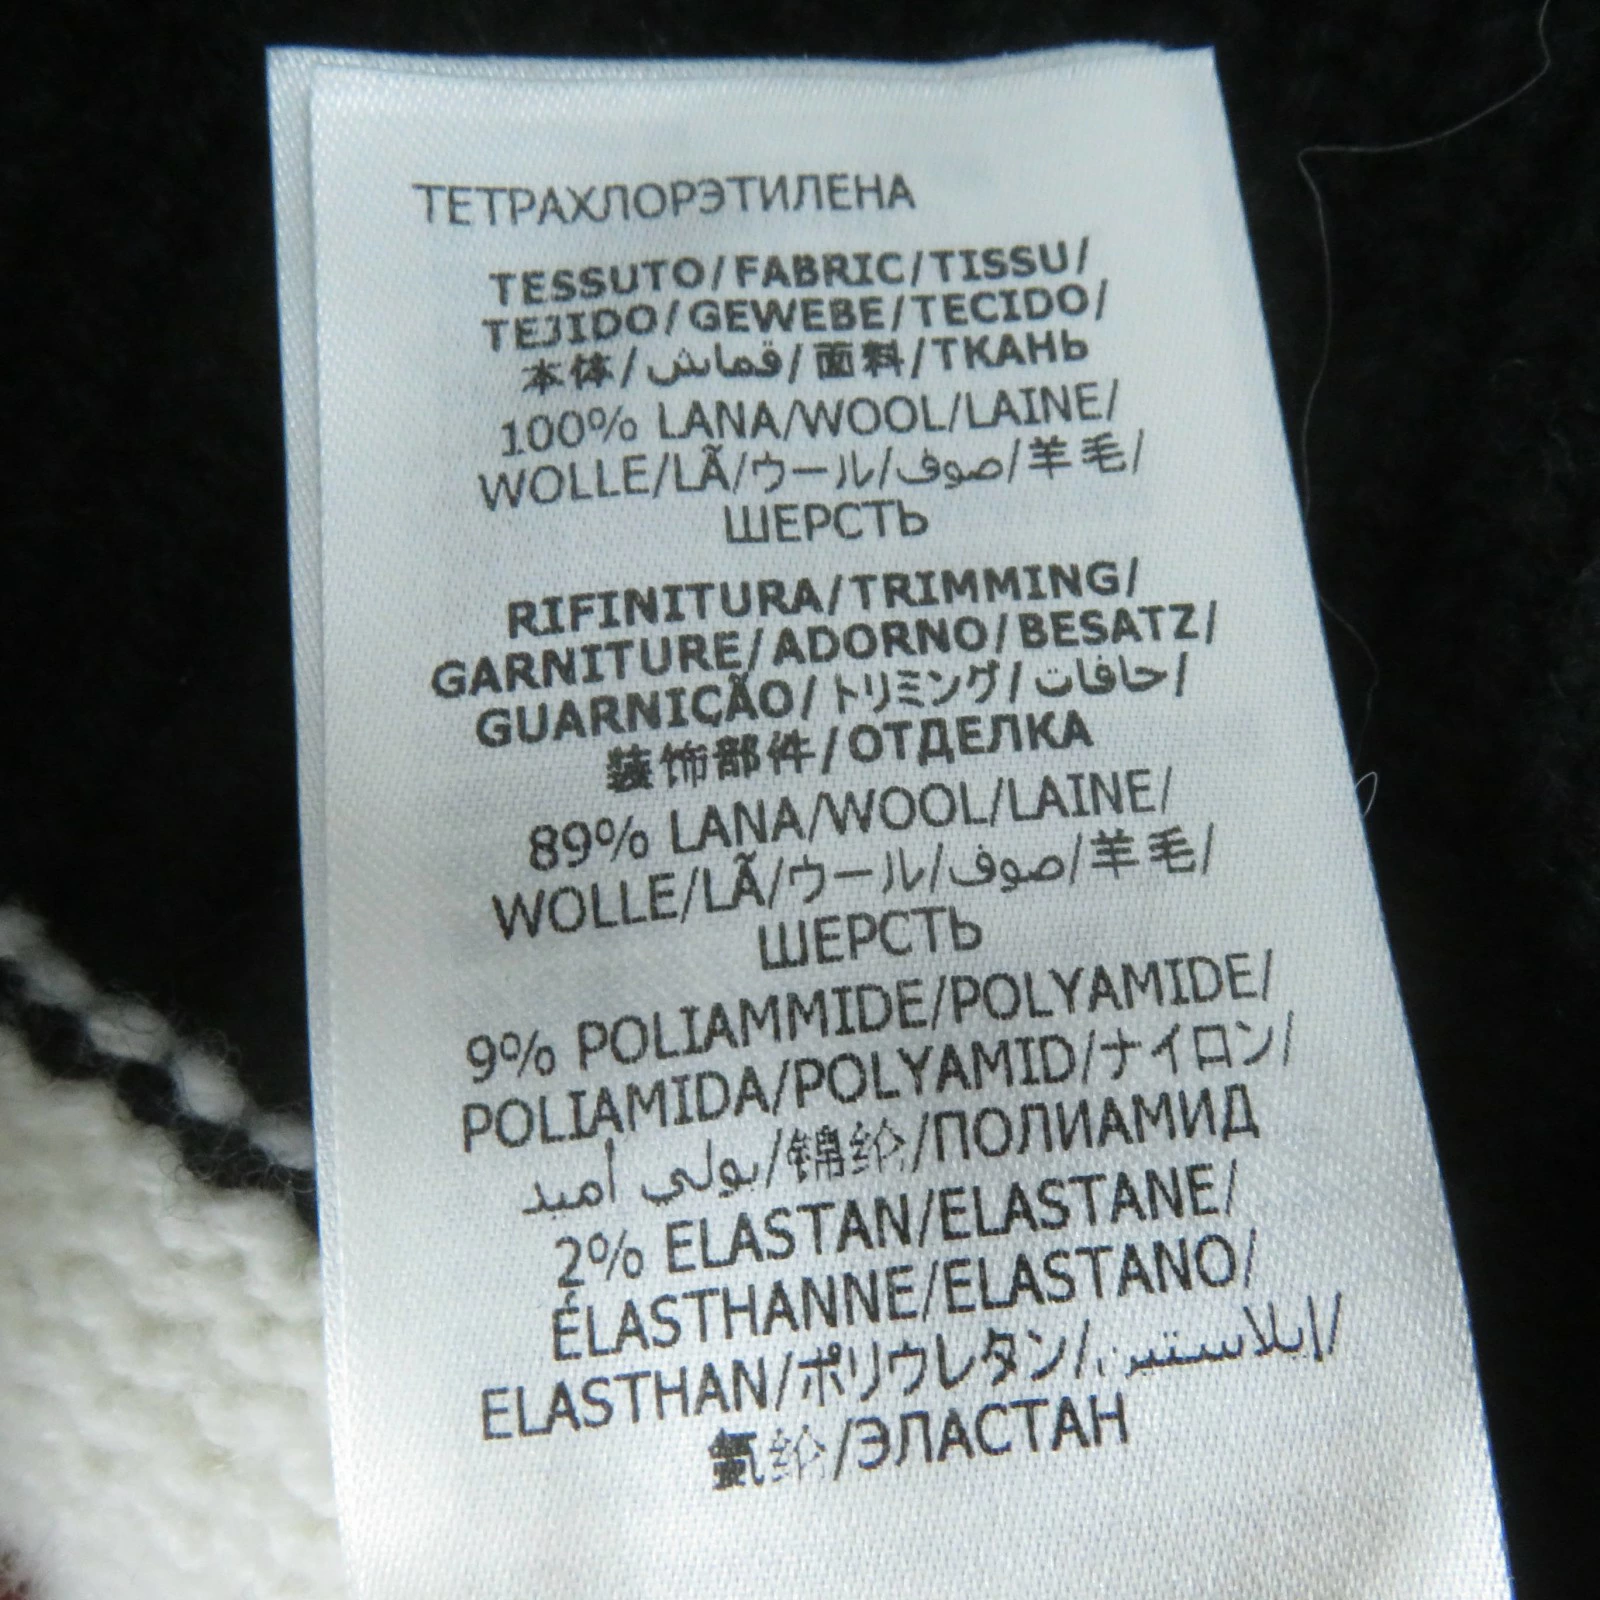 ТЕТРАХЛОРЭТИЛЕНА
TESSUTO/FABRIC/TISSU/
TEJIDO/GEWEBE/TECIDO/
本体/قماش/面料/ТКАНЬ
100% LANA/WOOL/LAINE/
WOLLE/LÃ/ウール/صوف/羊毛/
ШЕРСТЬ
RIFINITURA/TRIMMING/
GARNITURE/ADORNO/BESATZ/
GUARNIÇÃO/トリミング/حافات/
装饰部件/ОТДЕЛКА
89% LANA/WOOL/LAINE/
WOLLE/LÃ/ウール/صوف/羊毛/
ШЕРСТЬ
9% POLIAMMIDE/POLYAMIDE/
POLIAMIDA/POLYAMID/ナイロン/
بولي أميد/锦纶/ПОЛИАМИД
2% ELASTAN/ELASTANE/
ÉLASTHANNE/ELASTANO/
ELASTHAN/ポリウレタン/إيلاستين/
氨纶/ЭЛАСТАН